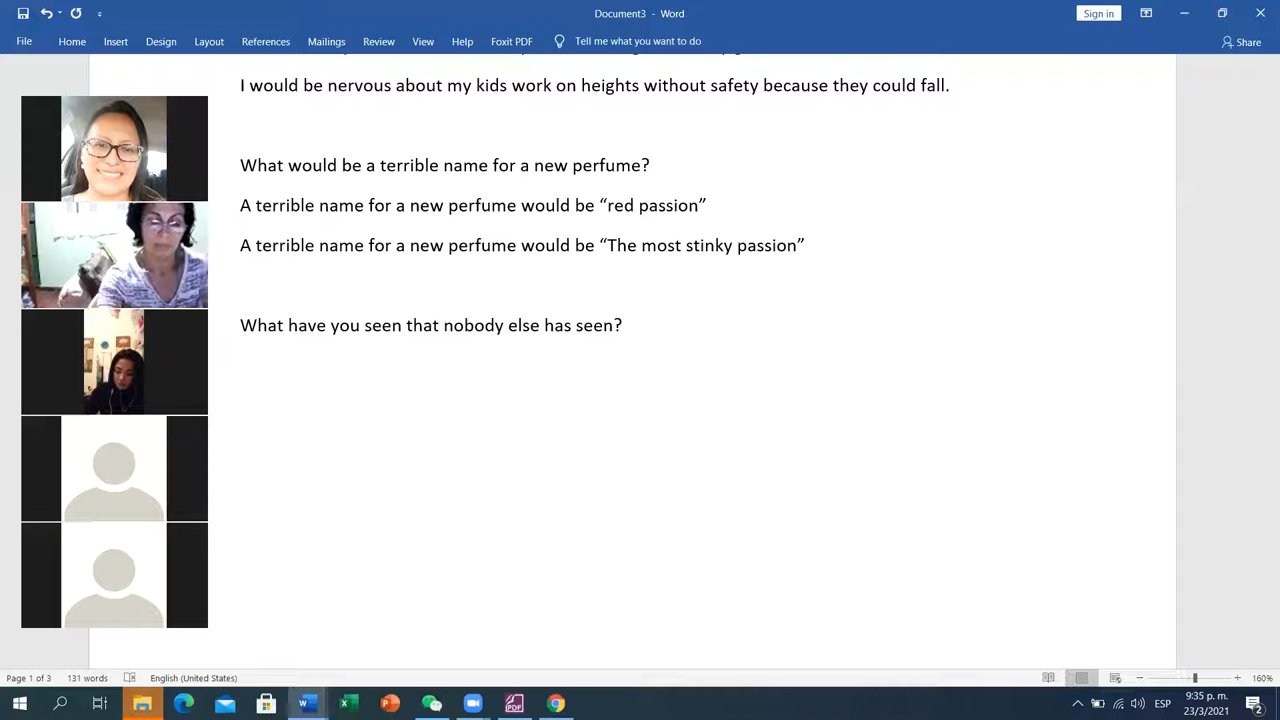 Document3 - Word
Sign in
File Home Insert Design Layout References Mailings Review View Help Foxit PDF Tell me what you want to do Share
I would be nervous about my kids work on heights without safety because they could fall.
What would be a terrible name for a new perfume?
A terrible name for a new perfume would be “red passion”
A terrible name for a new perfume would be “The most stinky passion”
What have you seen that nobody else has seen?
Page 1 of 3 131 words English (United States) 160%
ESP
9:35 p. m.
23/3/2021
2